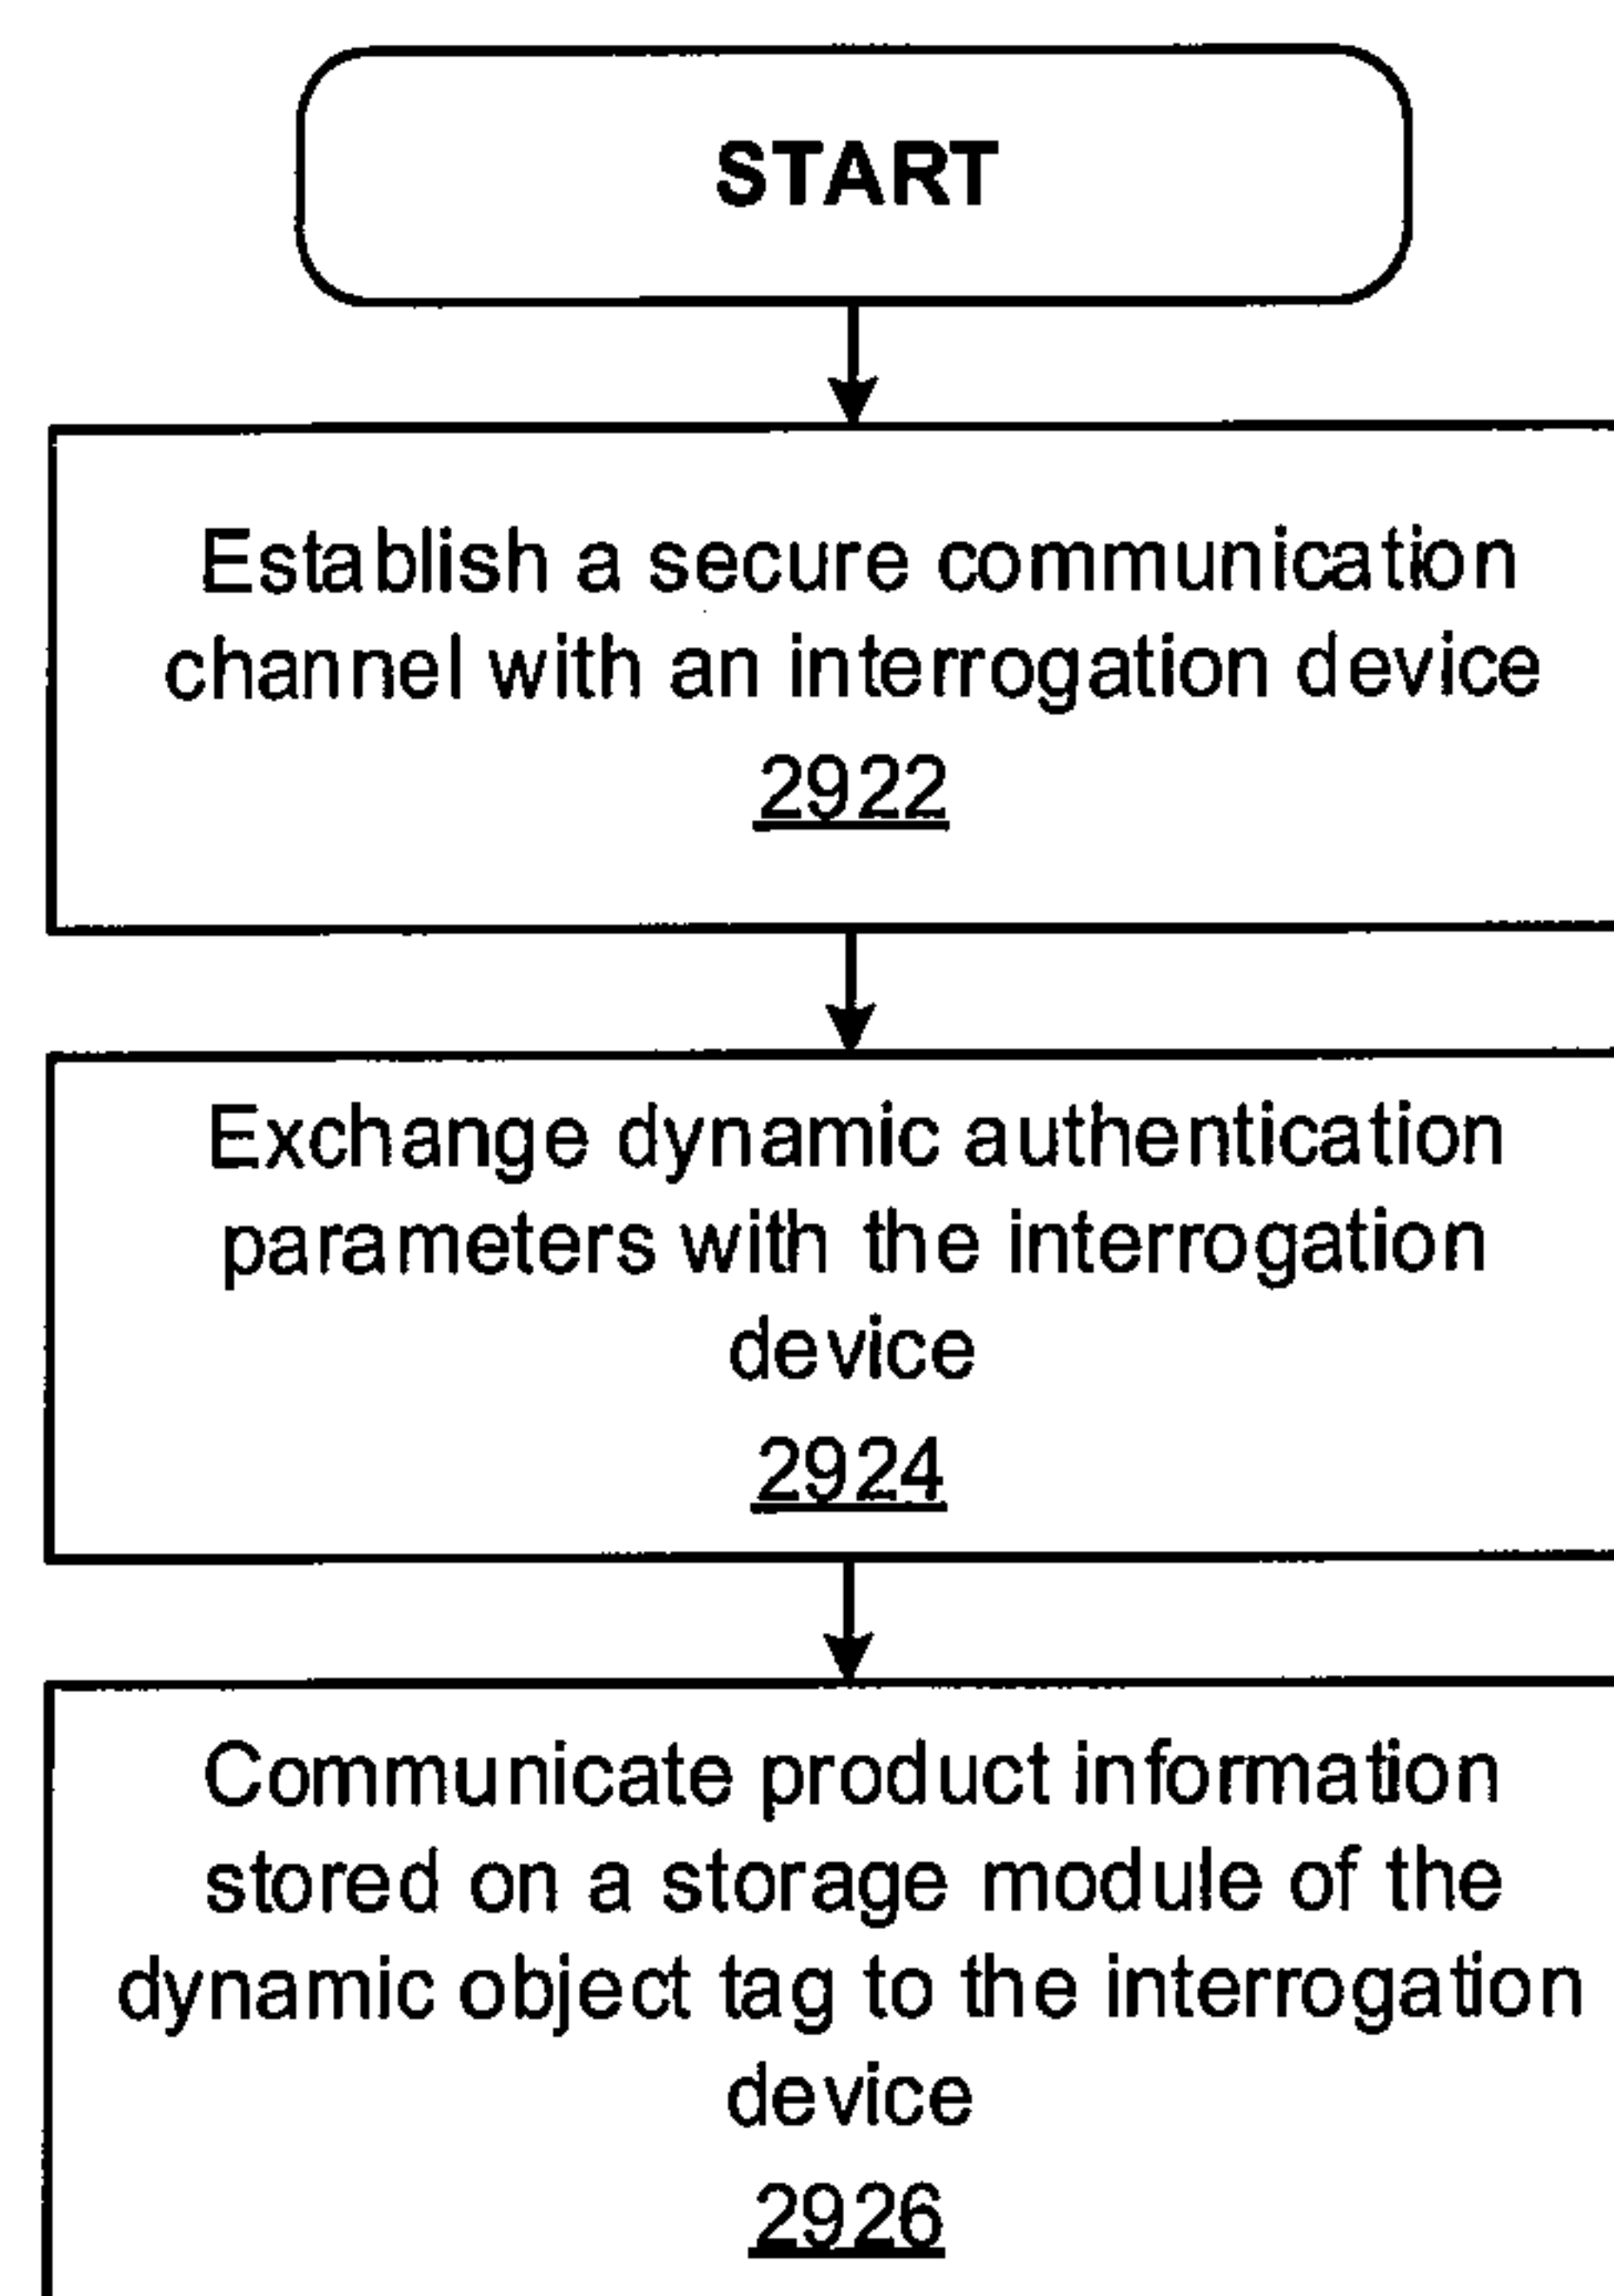 START
Establish a secure communication
channel with an interrogation device
2922
Exchange dynamic authentication
parameters with the interrogation
device
2924
Communicate product information
stored on a storage module of the
dynamic object tag to the interrogation
device
2926